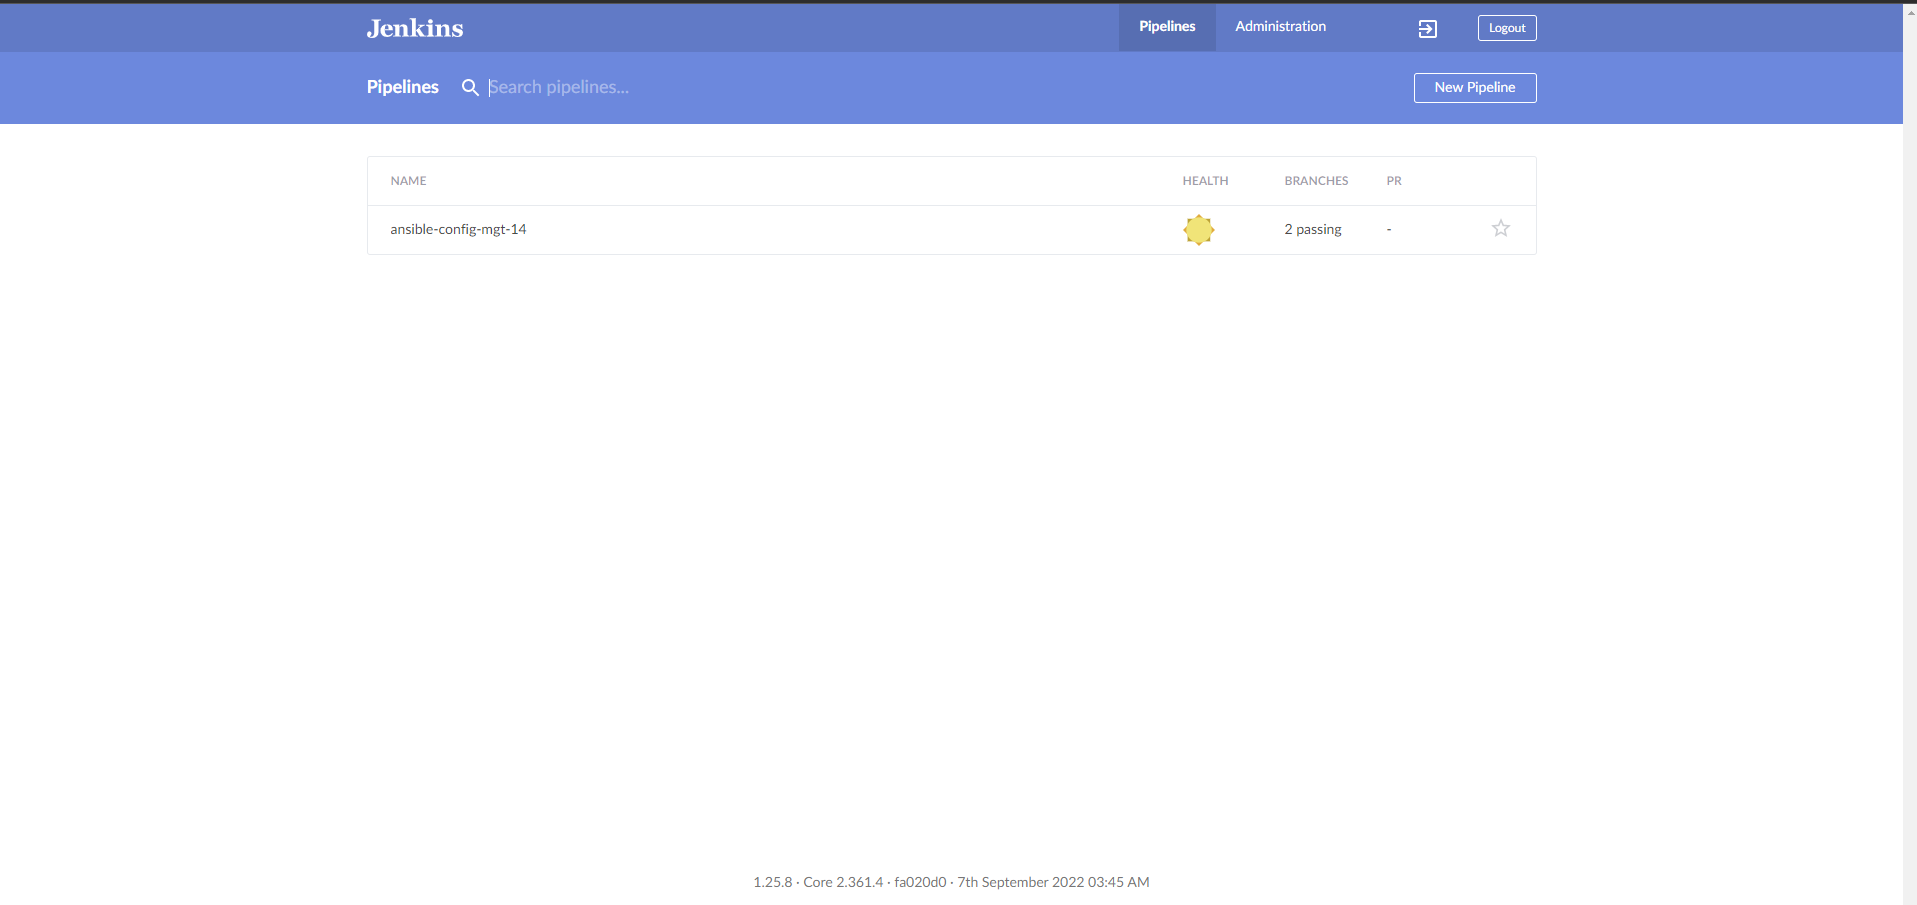 Jenkins Pipelines Administration Logout
Pipelines Search pipelines... New Pipeline
NAME HEALTH BRANCHES PR
ansible-config-mgt-14 2 passing -
1.25.8 · Core 2.361.4 · fa020d0 · 7th September 2022 03:45 AM